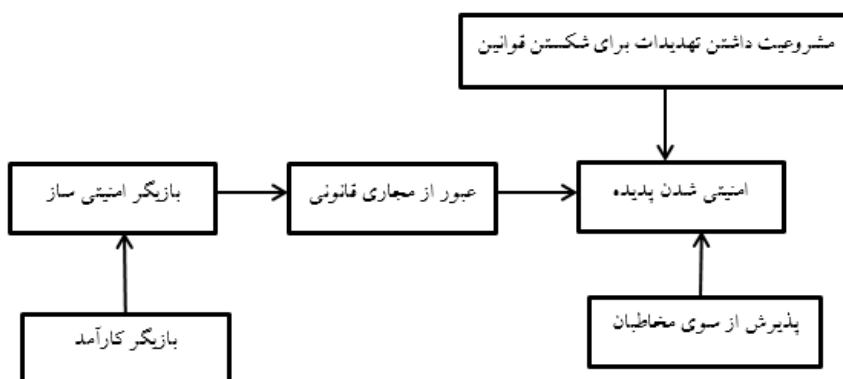 مشروعیت داشتن تهدیدات برای شکستن قوانین
امنیتی شدن پدیده
عبور از مجاری قانونی
بازیگر امنیتی ساز
پذیرش از سوی مخاطبان
بازیگر کارآمد